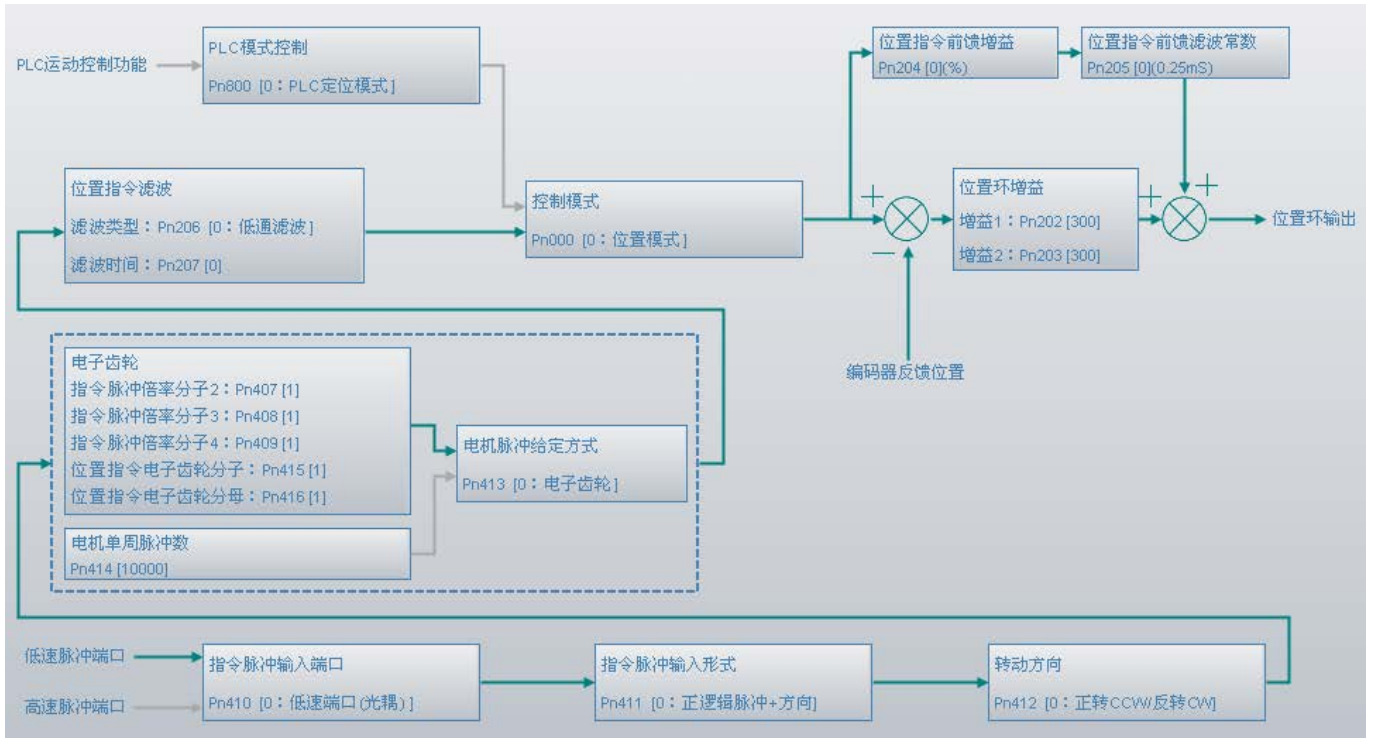 PLC运动控制功能
PLC模式控制
Pn800 [0：PLC定位模式]
位置指令前馈增益
Pn204 [0](%)
位置指令前馈滤波常数
Pn205 [0](0.25mS)
位置指令滤波
滤波类型：Pn206 [0：低通滤波]
滤波时间：Pn207 [0]
控制模式
Pn000 [0：位置模式]
位置环增益
增益1：Pn202 [300]
增益2：Pn203 [300]
位置环输出
编码器反馈位置
电子齿轮
指令脉冲倍率分子2：Pn407 [1]
指令脉冲倍率分子3：Pn408 [1]
指令脉冲倍率分子4：Pn409 [1]
位置指令电子齿轮分子：Pn415 [1]
位置指令电子齿轮分母：Pn416 [1]
电机脉冲给定方式
Pn413 [0：电子齿轮]
电机单周脉冲数
Pn414 [10000]
低速脉冲端口
高速脉冲端口
指令脉冲输入端口
Pn410 [0：低速端口(光耦)]
指令脉冲输入形式
Pn411 [0：正逻辑脉冲+方向]
转动方向
Pn412 [0：正转CCW/反转CW]